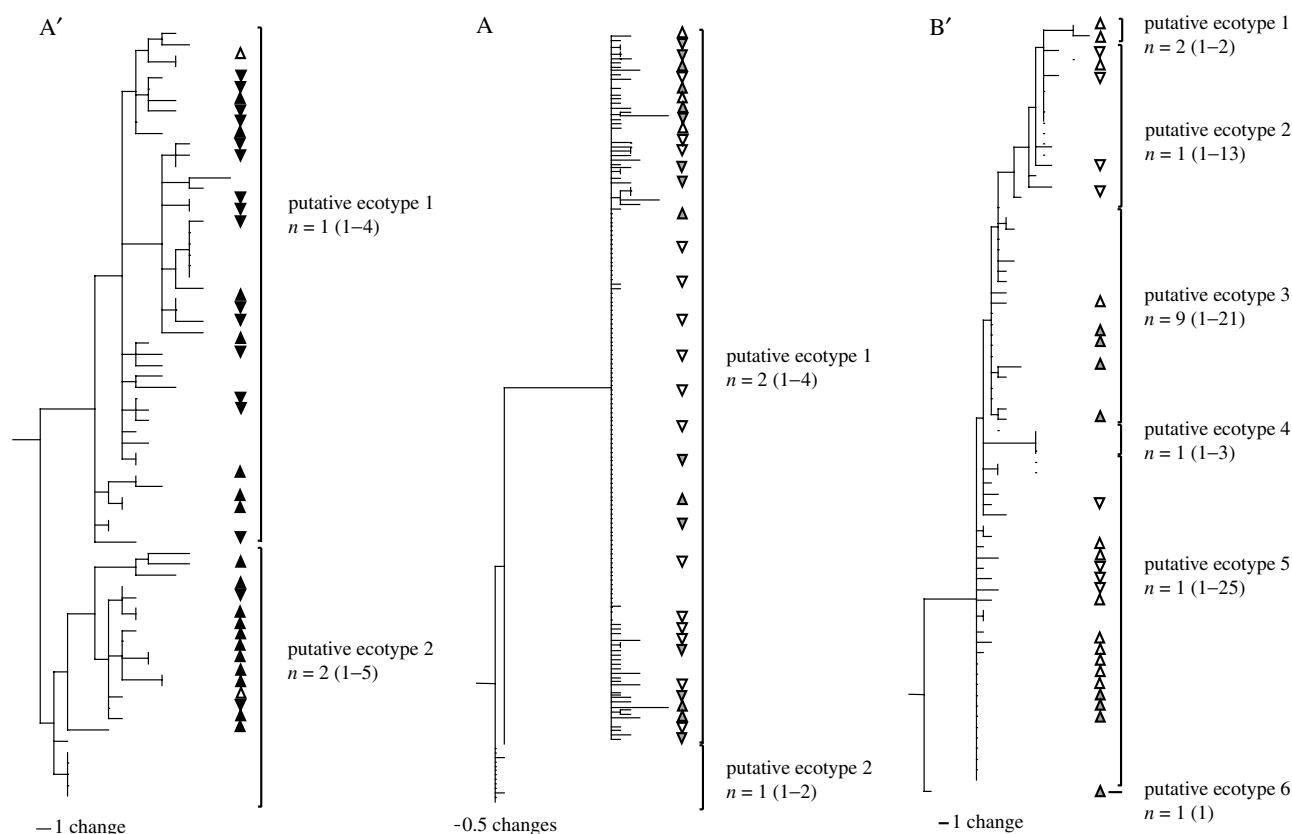 A′
putative ecotype 1
n = 1 (1–4)
putative ecotype 2
n = 2 (1–5)
—1 change
A
putative ecotype 1
n = 2 (1–4)
putative ecotype 2
n = 1 (1–2)
-0.5 changes
B′
putative ecotype 1
n = 2 (1–2)
putative ecotype 2
n = 1 (1–13)
putative ecotype 3
n = 9 (1–21)
putative ecotype 4
n = 1 (1–3)
putative ecotype 5
n = 1 (1–25)
putative ecotype 6
n = 1 (1)
–1 change